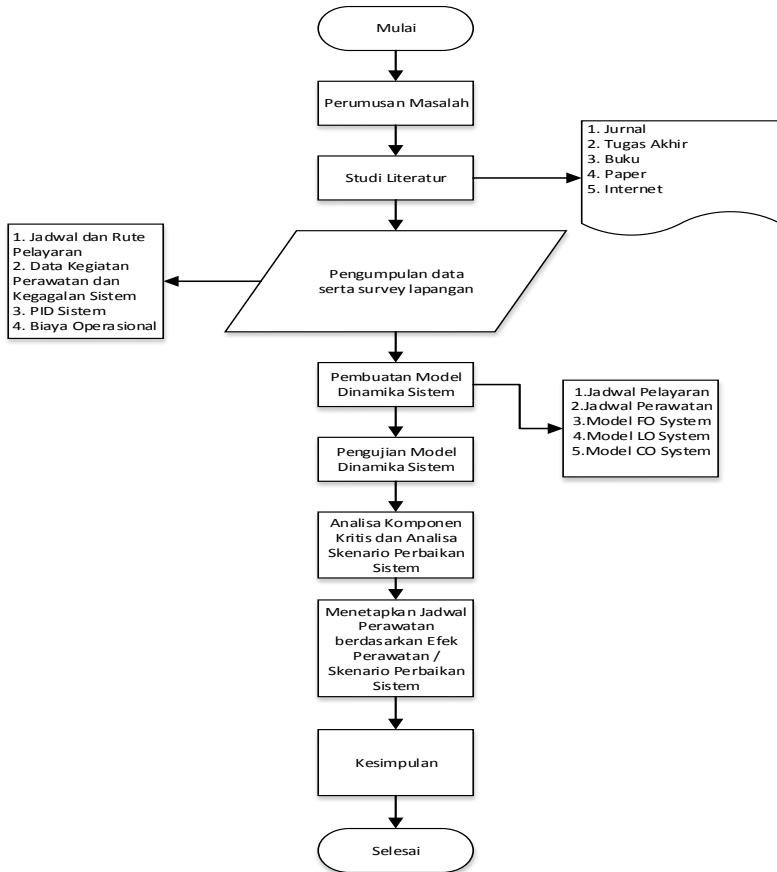 Mulai
Perumusan Masalah
Studi Literatur
1. Jurnal
2. Tugas Akhir
3. Buku
4. Paper
5. Internet
Pengumpulan data
serta survey lapangan
1. Jadwal dan Rute
Pelayaran
2. Data Kegiatan
Perawatan dan
Kegagalan Sistem
3. PID Sistem
4. Biaya Operasional
Pembuatan Model
Dinamika Sistem
1.Jadwal Pelayaran
2.Jadwal Perawatan
3.Model FO System
4.Model LO System
5.Model CO System
Pengujian Model
Dinamika Sistem
Analisa Komponen
Kritis dan Analisa
Skenario Perbaikan
Sistem
Menetapkan Jadwal
Perawatan
berdasarkan Efek
Perawatan /
Skenario Perbaikan
Sistem
Kesimpulan
Selesai